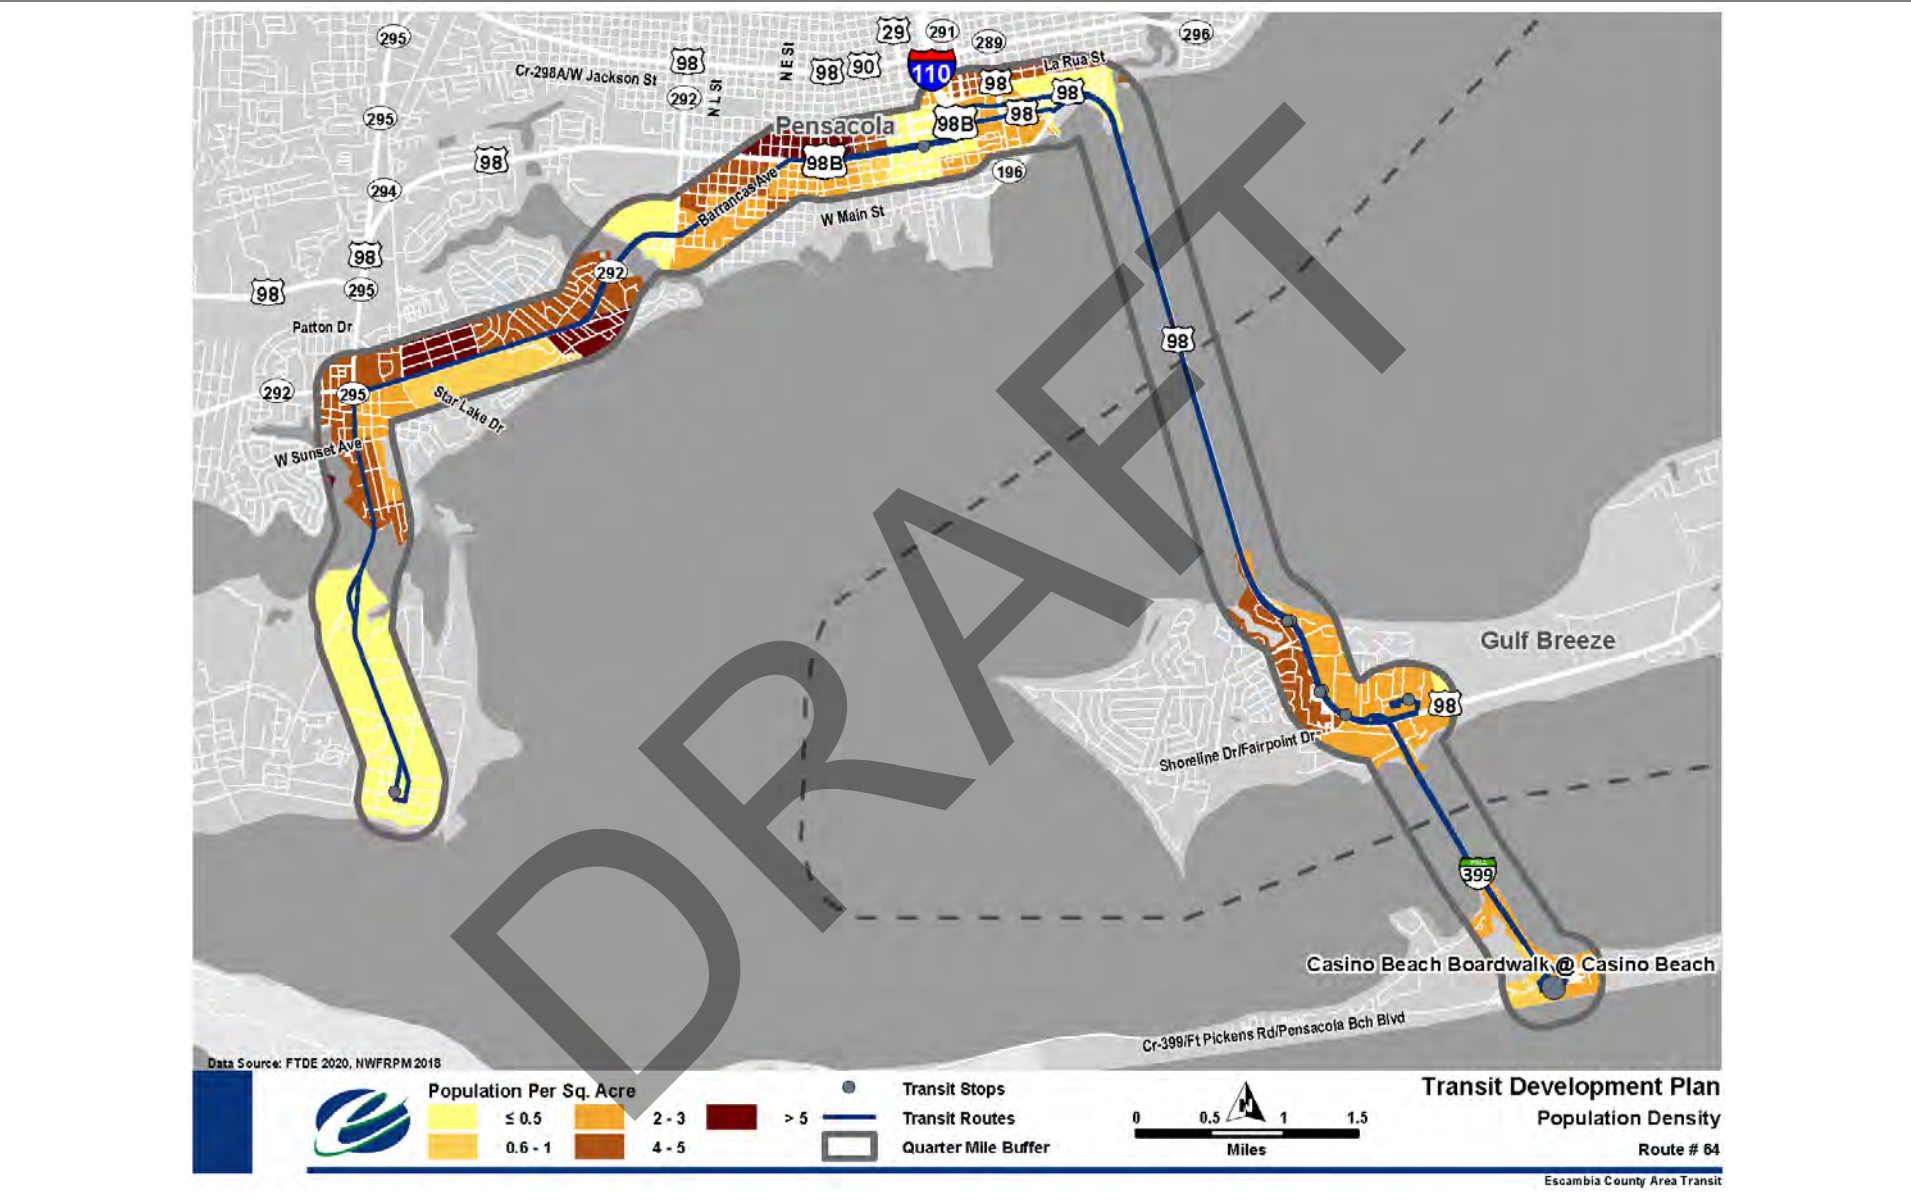 295
29
291
289
296
98
N E St
98
90
110
La Rua St
Cr-298A/W Jackson St
292
N L St
98
98
98
98B
295
Pensacola
98
98B
196
294
Barrancas Ave
W Main St
98
292
98
295
Patton Dr
98
292
295
Star Lake Dr
W Sunset Ave
Gulf Breeze
98
Shoreline Dr/Fairpoint Dr
399
Casino Beach Boardwalk @ Casino Beach
Cr-399/Ft Pickens Rd/Pensacola Bch Blvd
DRAFT
Data Source: FTDE 2020, NWFRPM 2018
Population Per Sq. Acre
≤ 0.5
2 - 3
> 5
0.6 - 1
4 - 5
Transit Stops
Transit Routes
Quarter Mile Buffer
N
0 0.5 1 1.5
Miles
Transit Development Plan
Population Density
Route # 64
Escambia County Area Transit